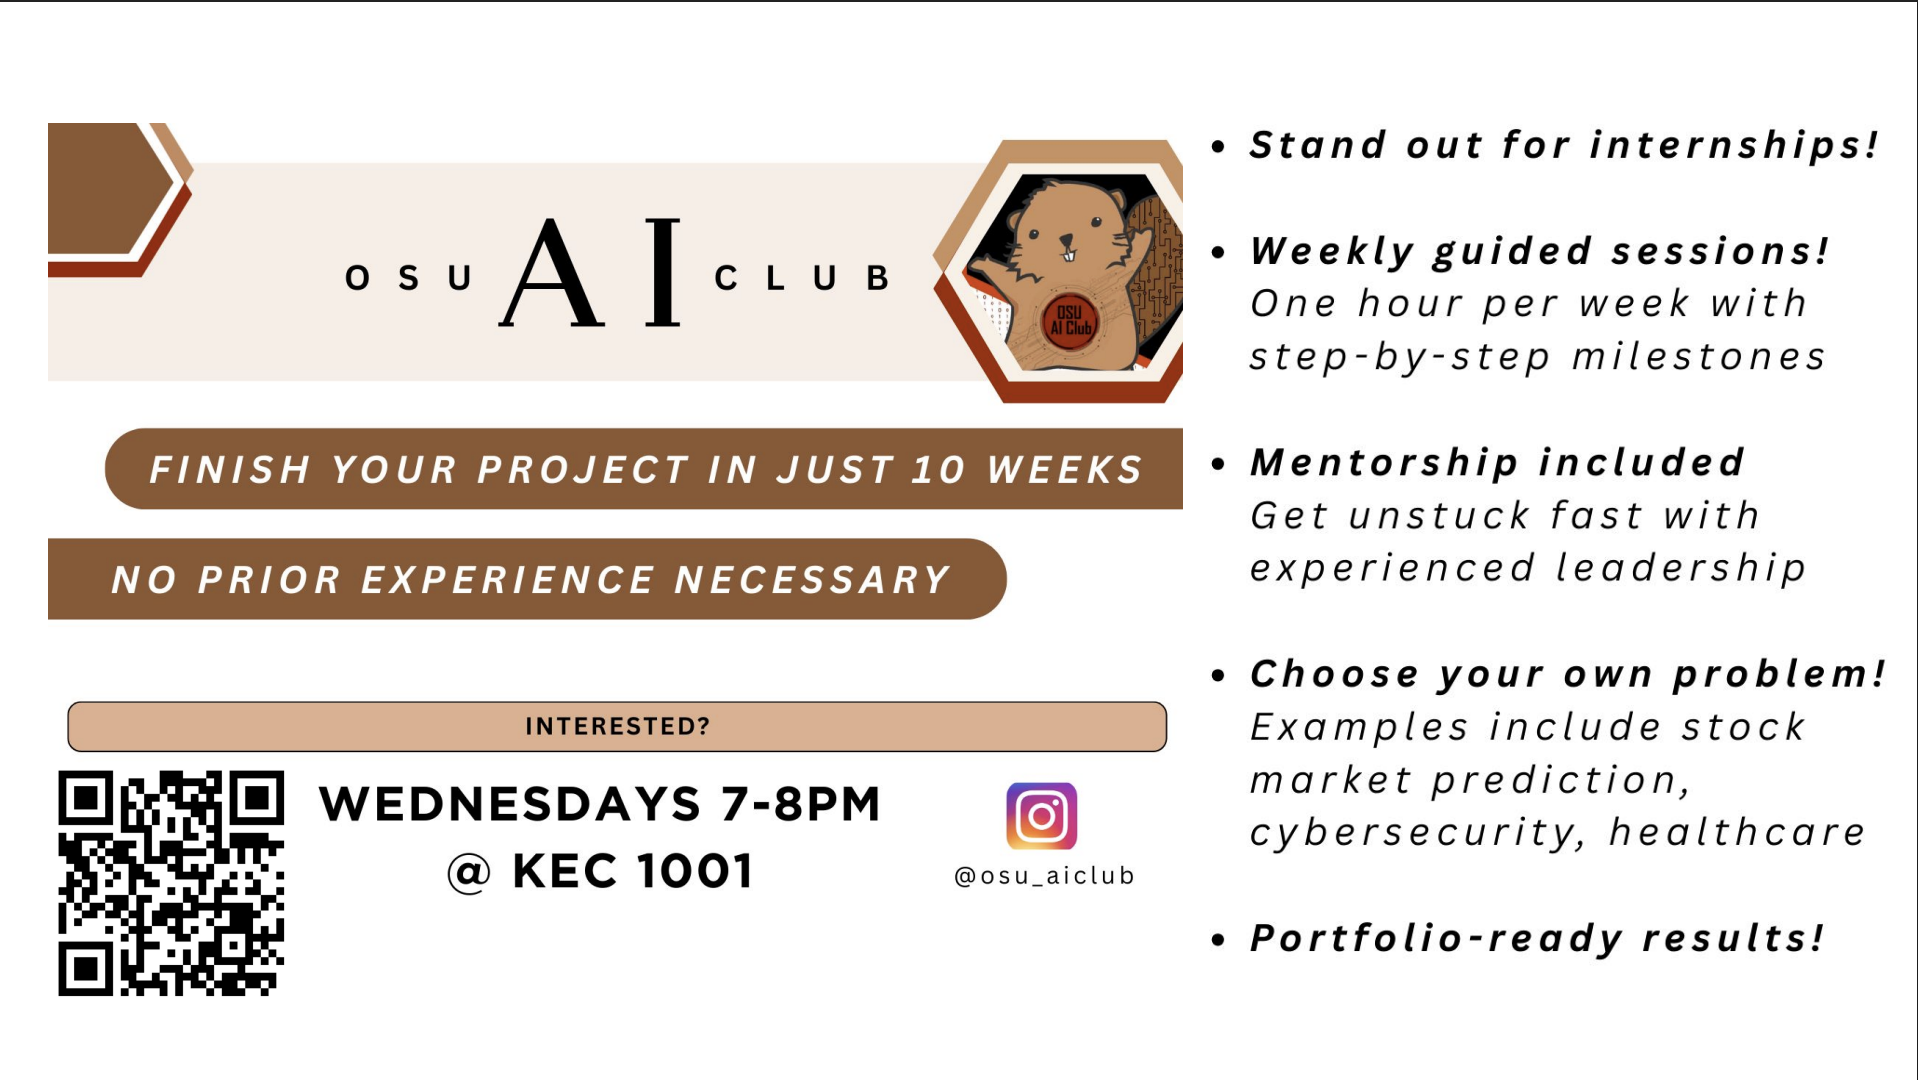 OSU AI CLUB
OSU
AI Club
FINISH YOUR PROJECT IN JUST 10 WEEKS
NO PRIOR EXPERIENCE NECESSARY
INTERESTED?
WEDNESDAYS 7-8PM
@ KEC 1001
@osu_aiclub
• Stand out for internships!
• Weekly guided sessions!
One hour per week with
step-by-step milestones
• Mentorship included
Get unstuck fast with
experienced leadership
• Choose your own problem!
Examples include stock
market prediction,
cybersecurity, healthcare
• Portfolio-ready results!